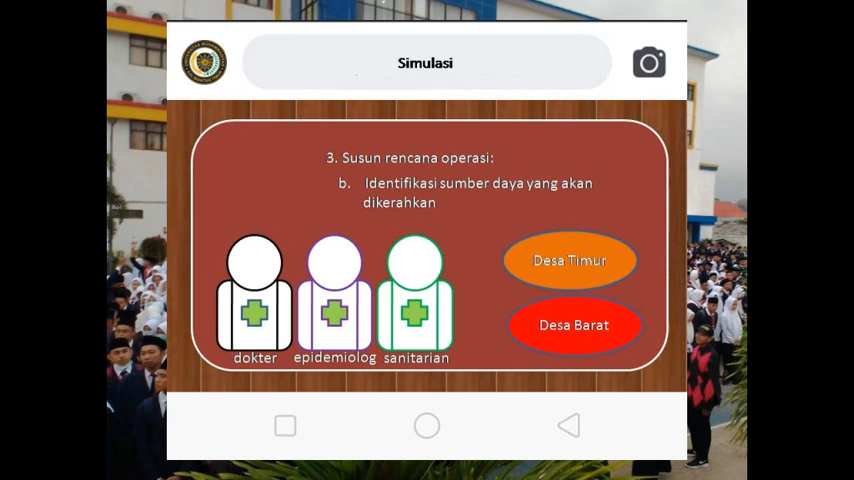 Simulasi
3. Susun rencana operasi:
b. Identifikasi sumber daya yang akan
dikerahkan
Desa Timur
Desa Barat
dokter
epidemiolog
sanitarian